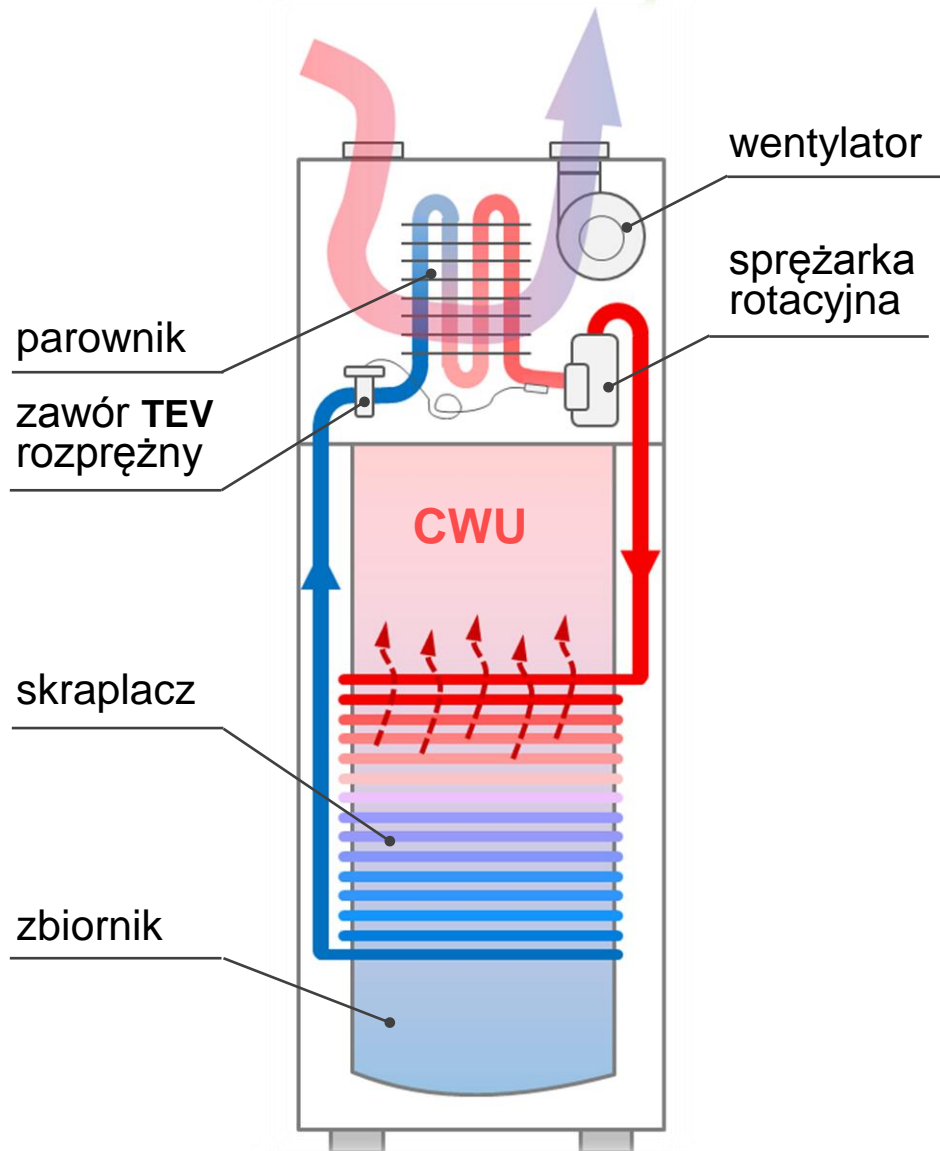 wentylator
sprężarka
rotacyjna
parownik
zawór TEV
rozprężny
CWU
skraplacz
zbiornik